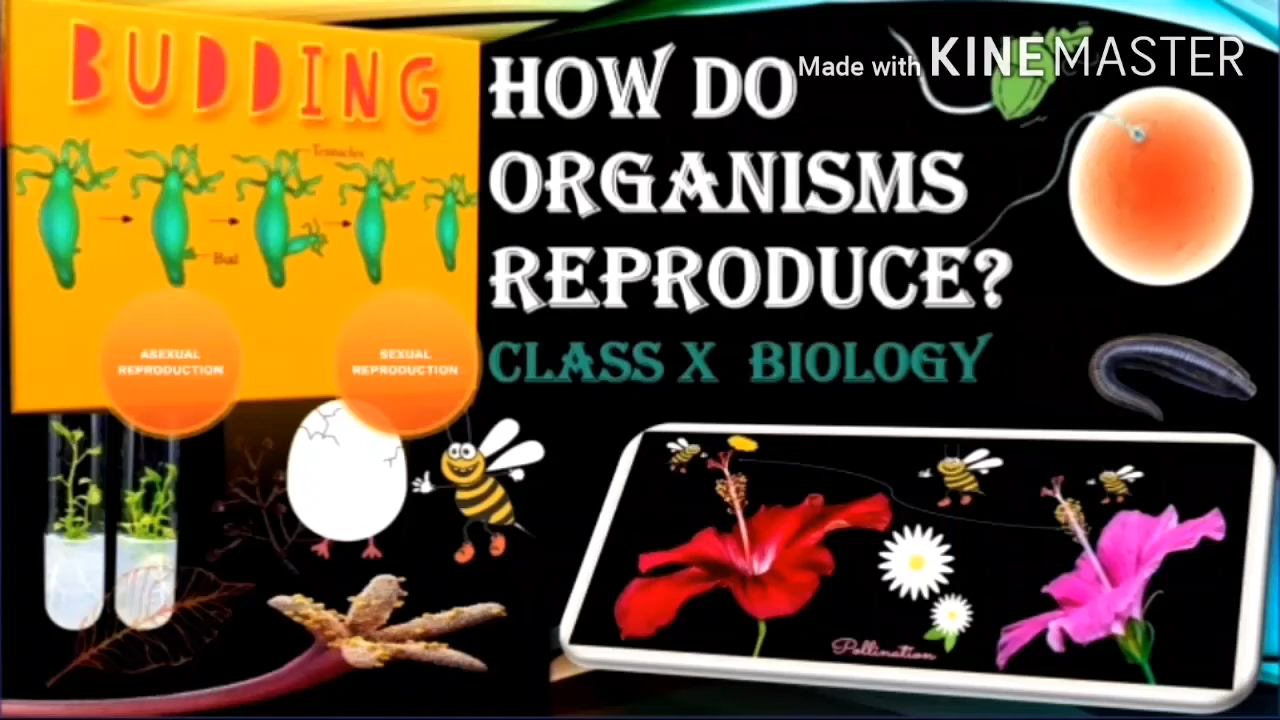 BUDDING
Tentacles
Bud
ASEXUAL
REPRODUCTION
SEXUAL
REPRODUCTION
HOW DO
ORGANISMS
REPRODUCE?
CLASS X BIOLOGY
Made with KINEMASTER
Pollination